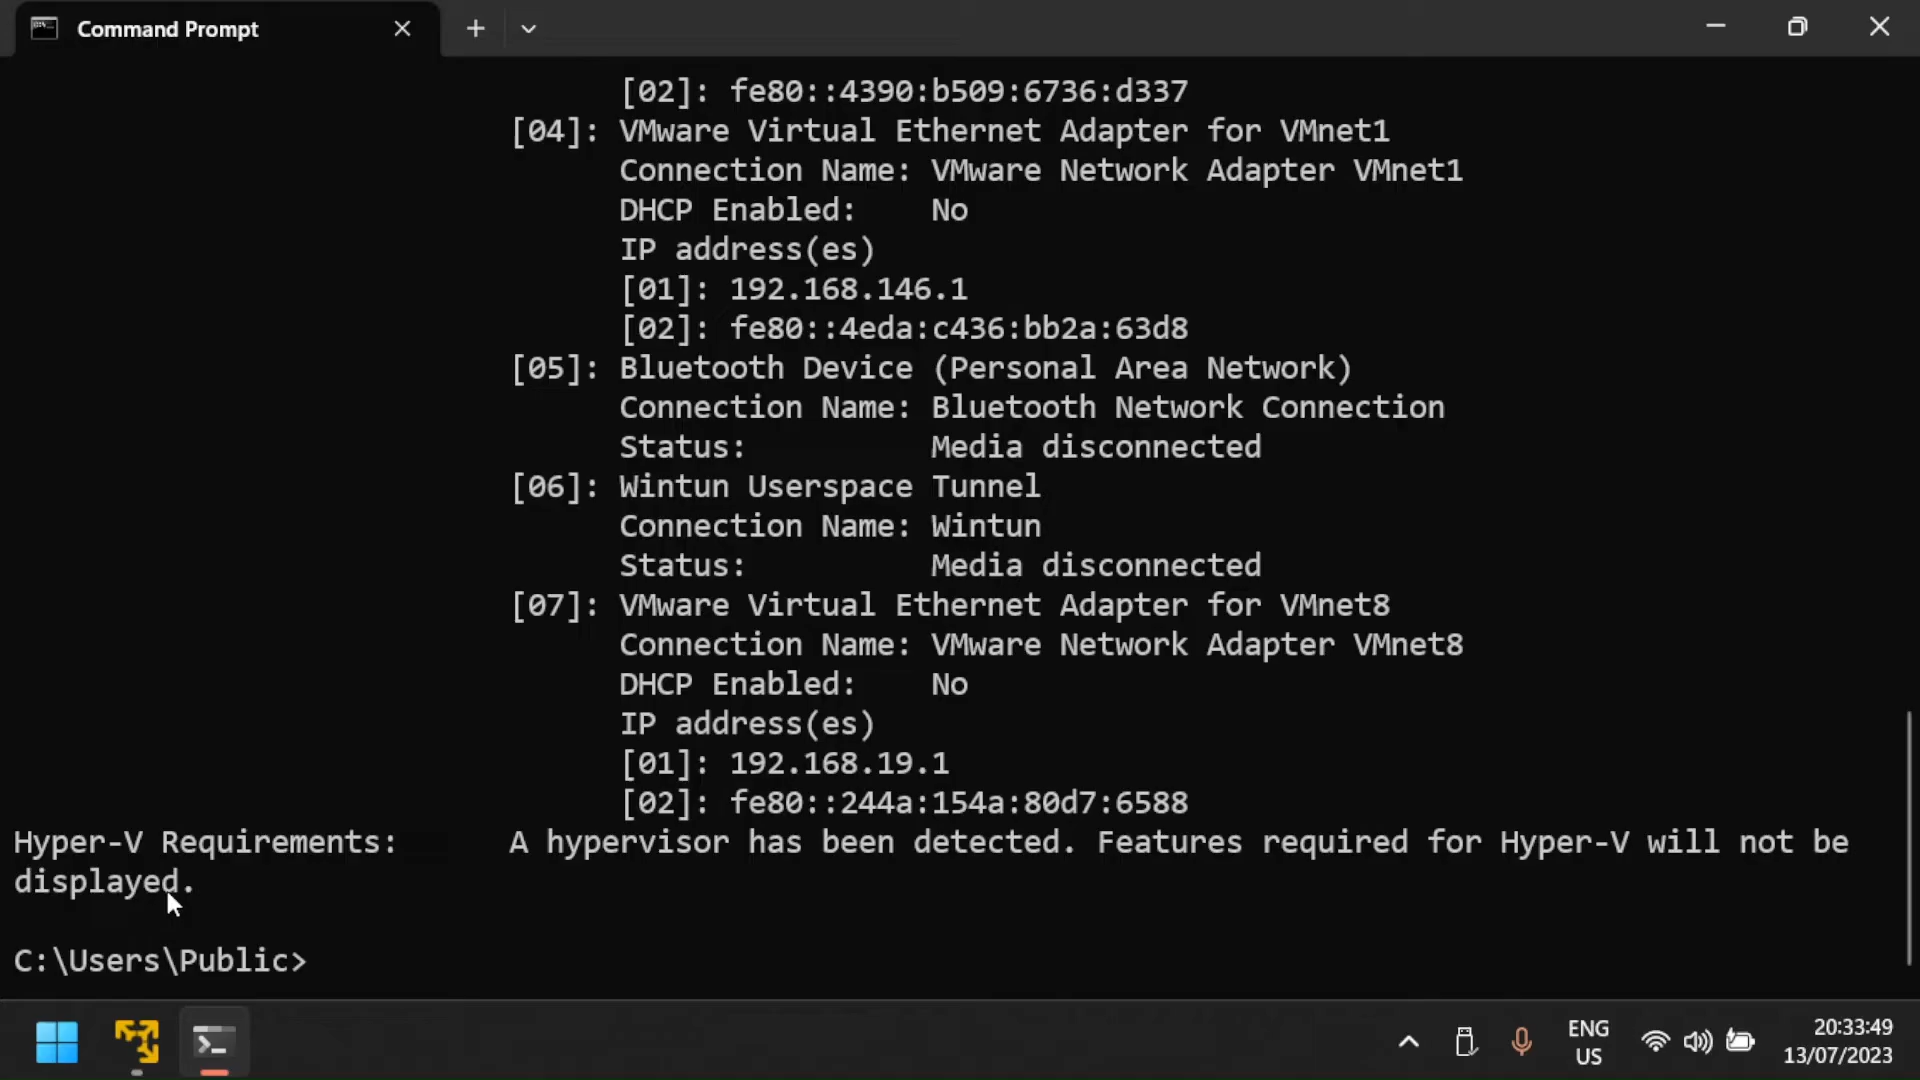 Command Prompt
[02]: fe80::4390:b509:6736:d337
[04]: VMware Virtual Ethernet Adapter for VMnet1
Connection Name: VMware Network Adapter VMnet1
DHCP Enabled:    No
IP address(es)
[01]: 192.168.146.1
[02]: fe80::4eda:c436:bb2a:63d8
[05]: Bluetooth Device (Personal Area Network)
Connection Name: Bluetooth Network Connection
Status:          Media disconnected
[06]: Wintun Userspace Tunnel
Connection Name: Wintun
Status:          Media disconnected
[07]: VMware Virtual Ethernet Adapter for VMnet8
Connection Name: VMware Network Adapter VMnet8
DHCP Enabled:    No
IP address(es)
[01]: 192.168.19.1
[02]: fe80::244a:154a:80d7:6588
Hyper-V Requirements:      A hypervisor has been detected. Features required for Hyper-V will not be
displayed.
C:\Users\Public>
ENG
US
20:33:49
13/07/2023